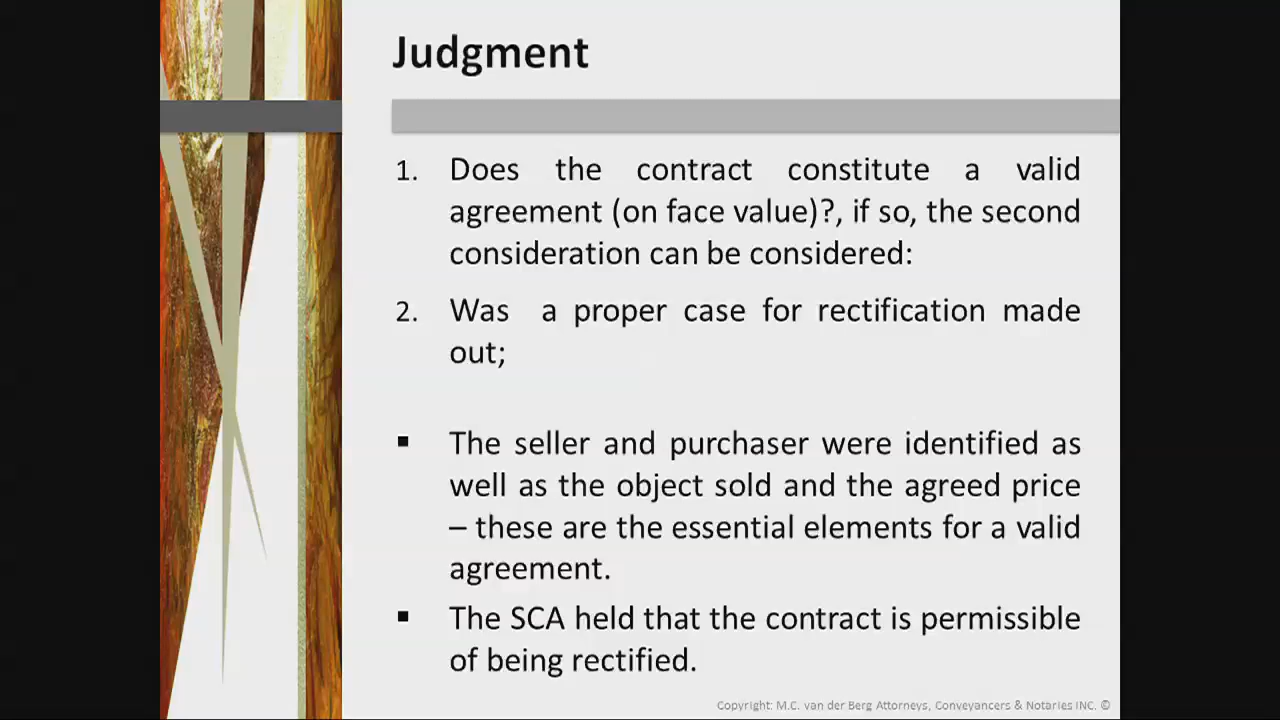 Judgment
1. Does the contract constitute a valid
agreement (on face value)?, if so, the second
consideration can be considered:
2. Was a proper case for rectification made
out;
▪ The seller and purchaser were identified as
well as the object sold and the agreed price
– these are the essential elements for a valid
agreement.
▪ The SCA held that the contract is permissible
of being rectified.
Copyright: M.C. van der Berg Attorneys, Conveyancers & Notaries INC. ©